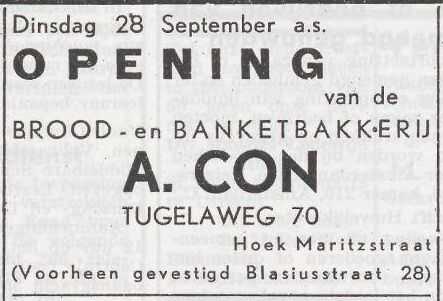 Dinsdag 28 September a.s.
OPENING
van de
BROOD- en BANKETBAKKERIJ
A. CON
TUGELAWEG 70
Hoek Maritzstraat
(Voorheen gevestigd Blasiusstraat 28)